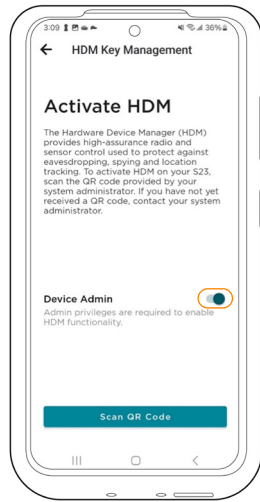 3:09
36%
HDM Key Management
Activate HDM
The Hardware Device Manager (HDM)
provides high-assurance radio and
sensor control used to protect against
eavesdropping, spying and location
tracking. To activate HDM on your S23,
scan the QR code provided by your
system administrator. If you have not yet
received a QR code, contact your system
administrator.
Device Admin
Admin privileges are required to enable
HDM functionality.
Scan QR Code